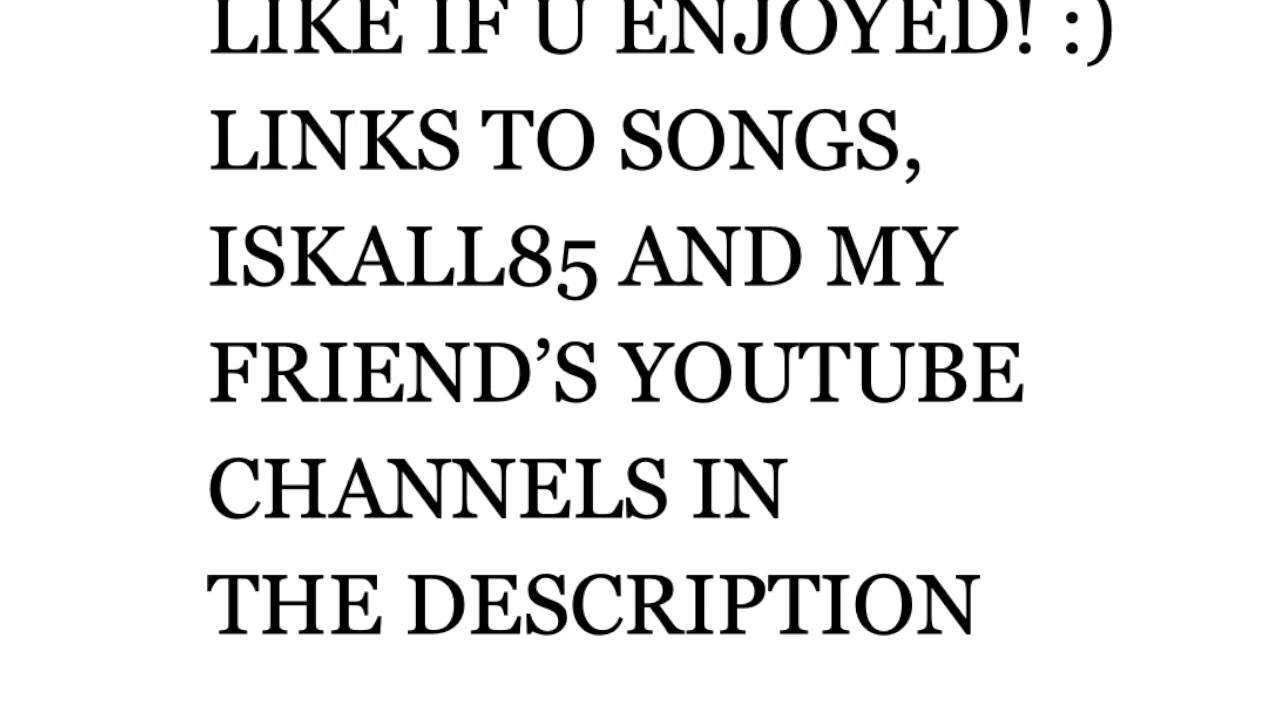 LIKE IF U ENJOYED! :)
LINKS TO SONGS,
ISKALL85 AND MY
FRIEND’S YOUTUBE
CHANNELS IN
THE DESCRIPTION